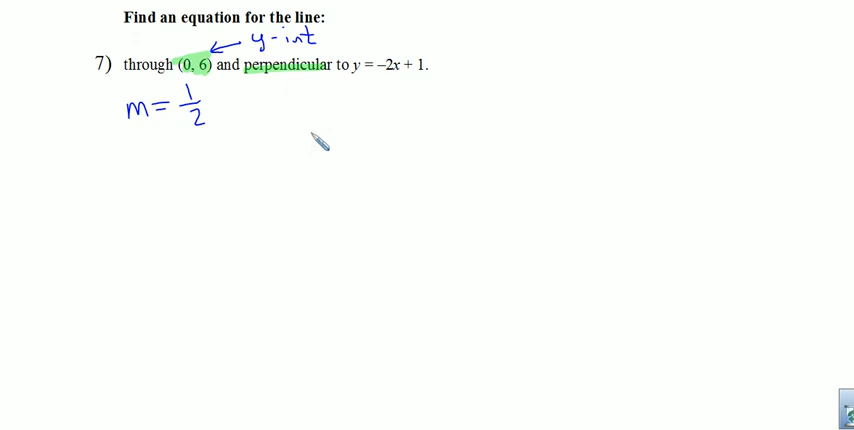 Find an equation for the line:
y-int
7) through (0, 6) and perpendicular to y = –2x + 1.
m = 1/2